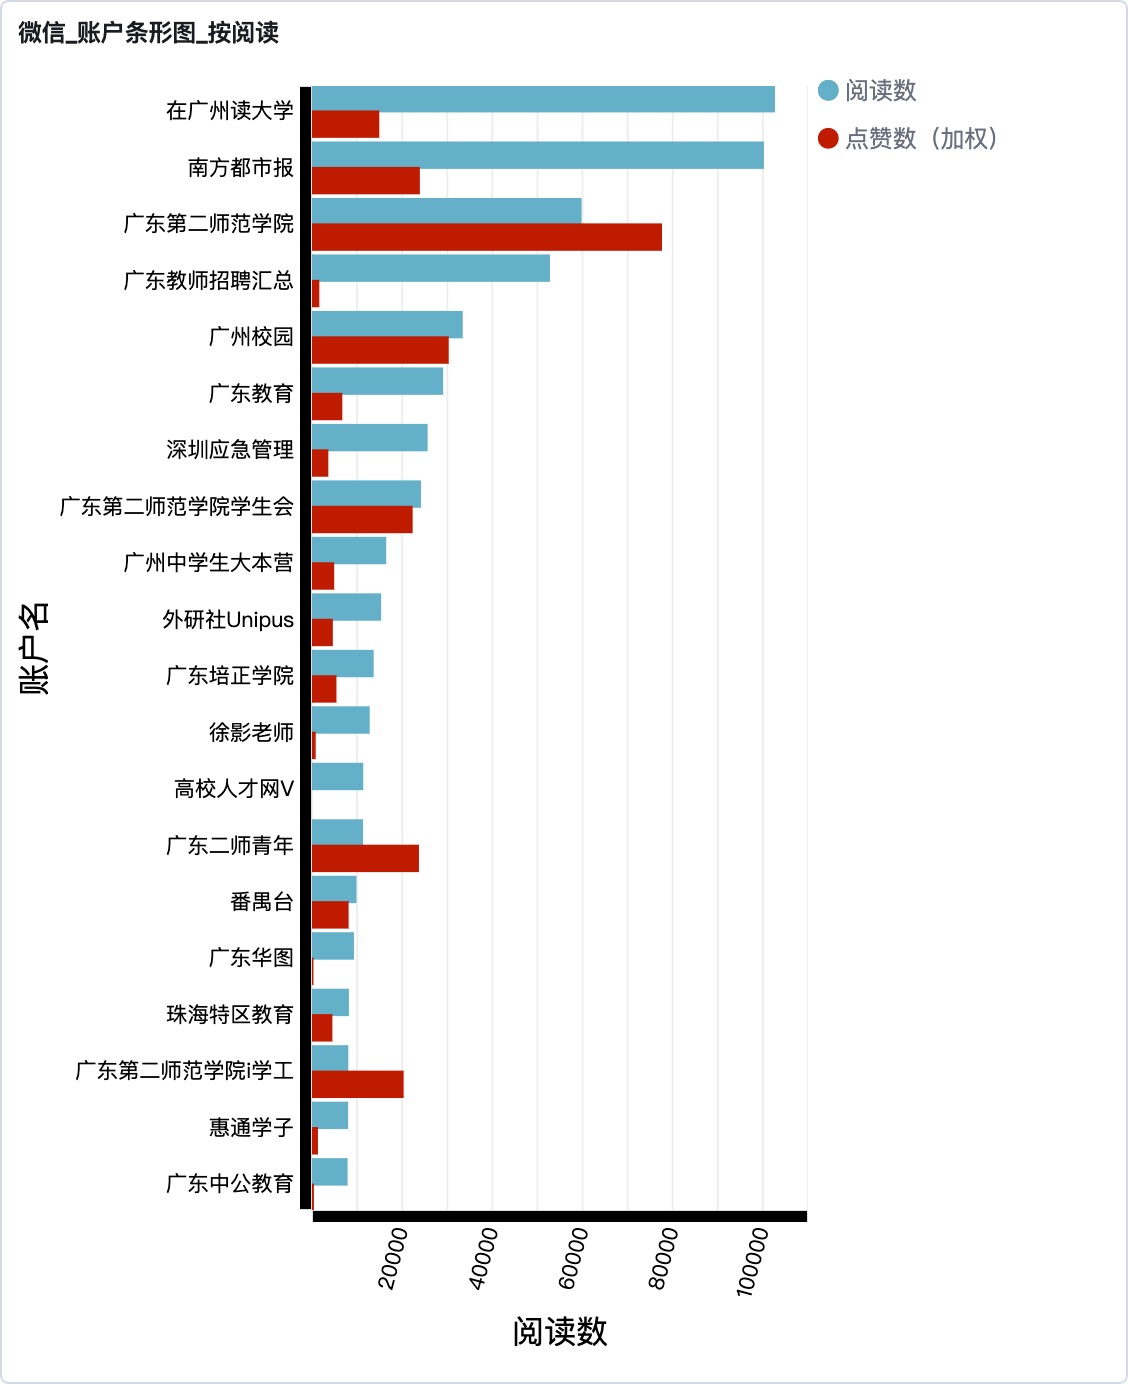 微信_账户条形图_按阅读
阅读数
点赞数（加权）
在广州读大学
南方都市报
广东第二师范学院
广东教师招聘汇总
广州校园
广东教育
深圳应急管理
广东第二师范学院学生会
广州中学生大本营
外研社Unipus
广东培正学院
徐影老师
高校人才网V
广东二师青年
番禺台
广东华图
珠海特区教育
广东第二师范学院i学工
惠通学子
广东中公教育
账户名
20000
40000
60000
80000
100000
阅读数